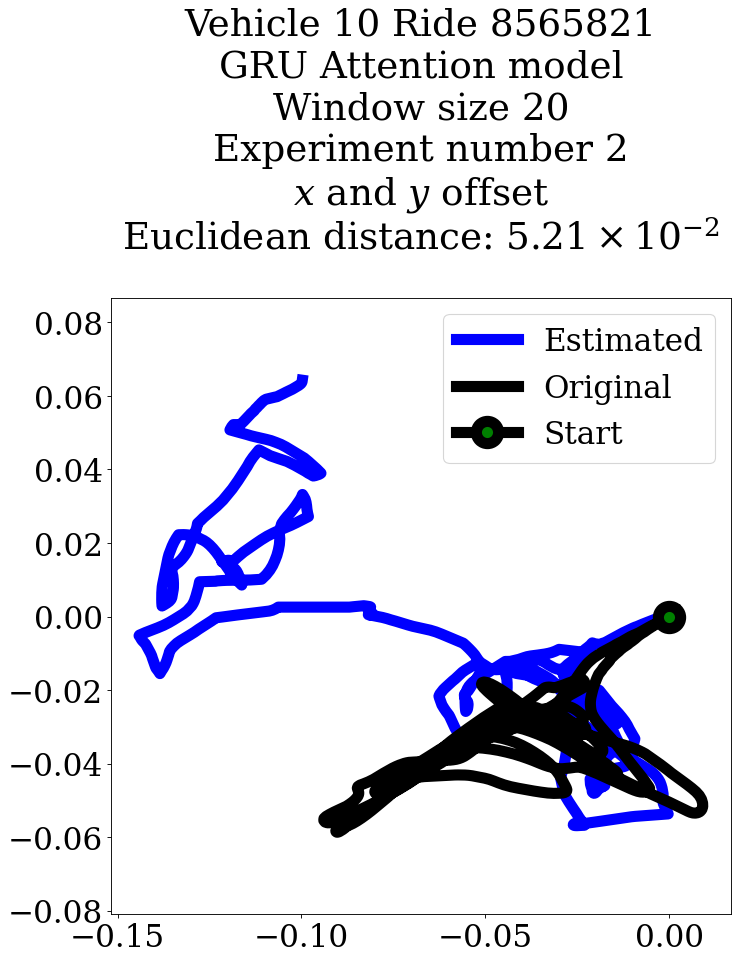 Vehicle 10 Ride 8565821
GRU Attention model
Window size 20
Experiment number 2
x and y offset
Euclidean distance: 5.21 × 10⁻²
Estimated
Original
Start
0.08
0.06
0.04
0.02
0.00
−0.02
−0.04
−0.06
−0.08
−0.15
−0.10
−0.05
0.00